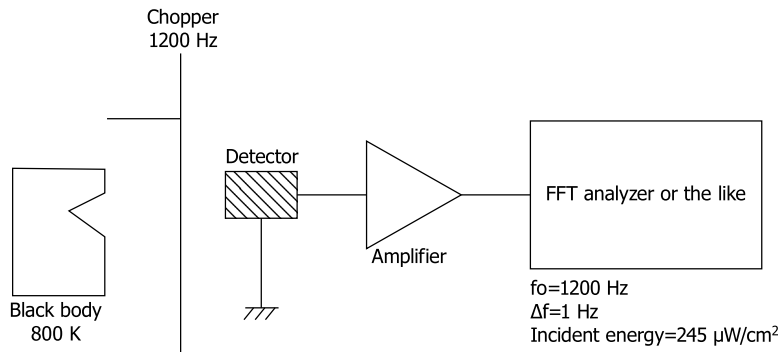 Chopper
1200 Hz
Detector
FFT analyzer or the like
Amplifier
Black body
800 K
fo=1200 Hz
Δf=1 Hz
Incident energy=245 μW/cm²